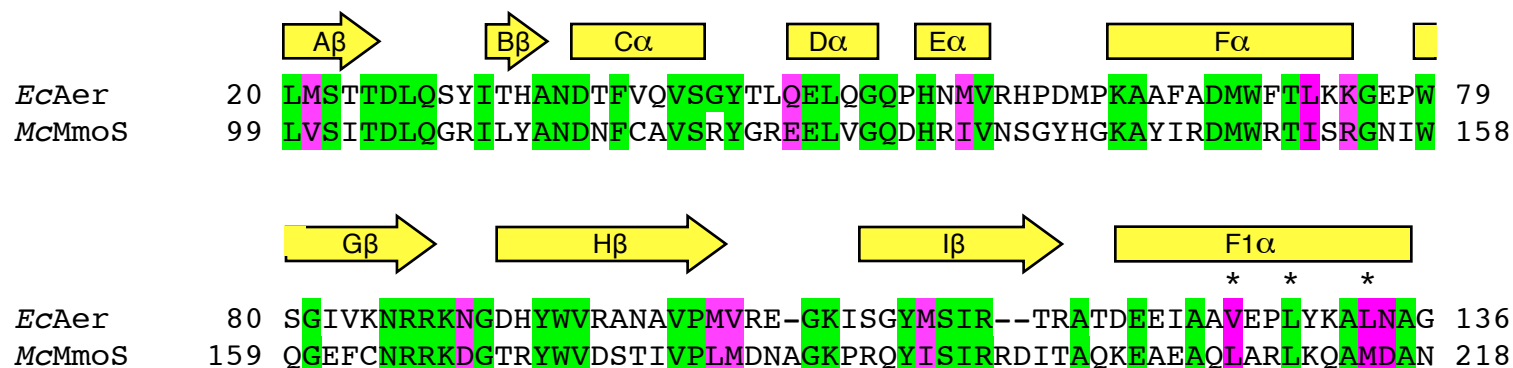 Aβ Bβ Cα Dα Eα Fα
EcAer 20 LMSTTDLQSYITHANDTFVQVSGYTLQELQGQPHNMVRHPDMPKAAFADMWFTLKKGEPW 79
McMmoS 99 LVSITDLQGRILYANDNFCAVSRYGREELVGQDHRIVNSGYHGKAYIRDMWRTISRGNIW 158
Gβ Hβ Iβ F1α
* * *
EcAer 80 SGIVKNRRKNGDHYWVRANAVPMVRE-GKISGYMSIR--TRATDEEIAAVEPLYKALNAG 136
McMmoS 159 QGEFCNRRKDGTRYWVDSTIVPLMDNAGKPRQYISIRRDITAQKEAEAQLARLKQAMDAN 218